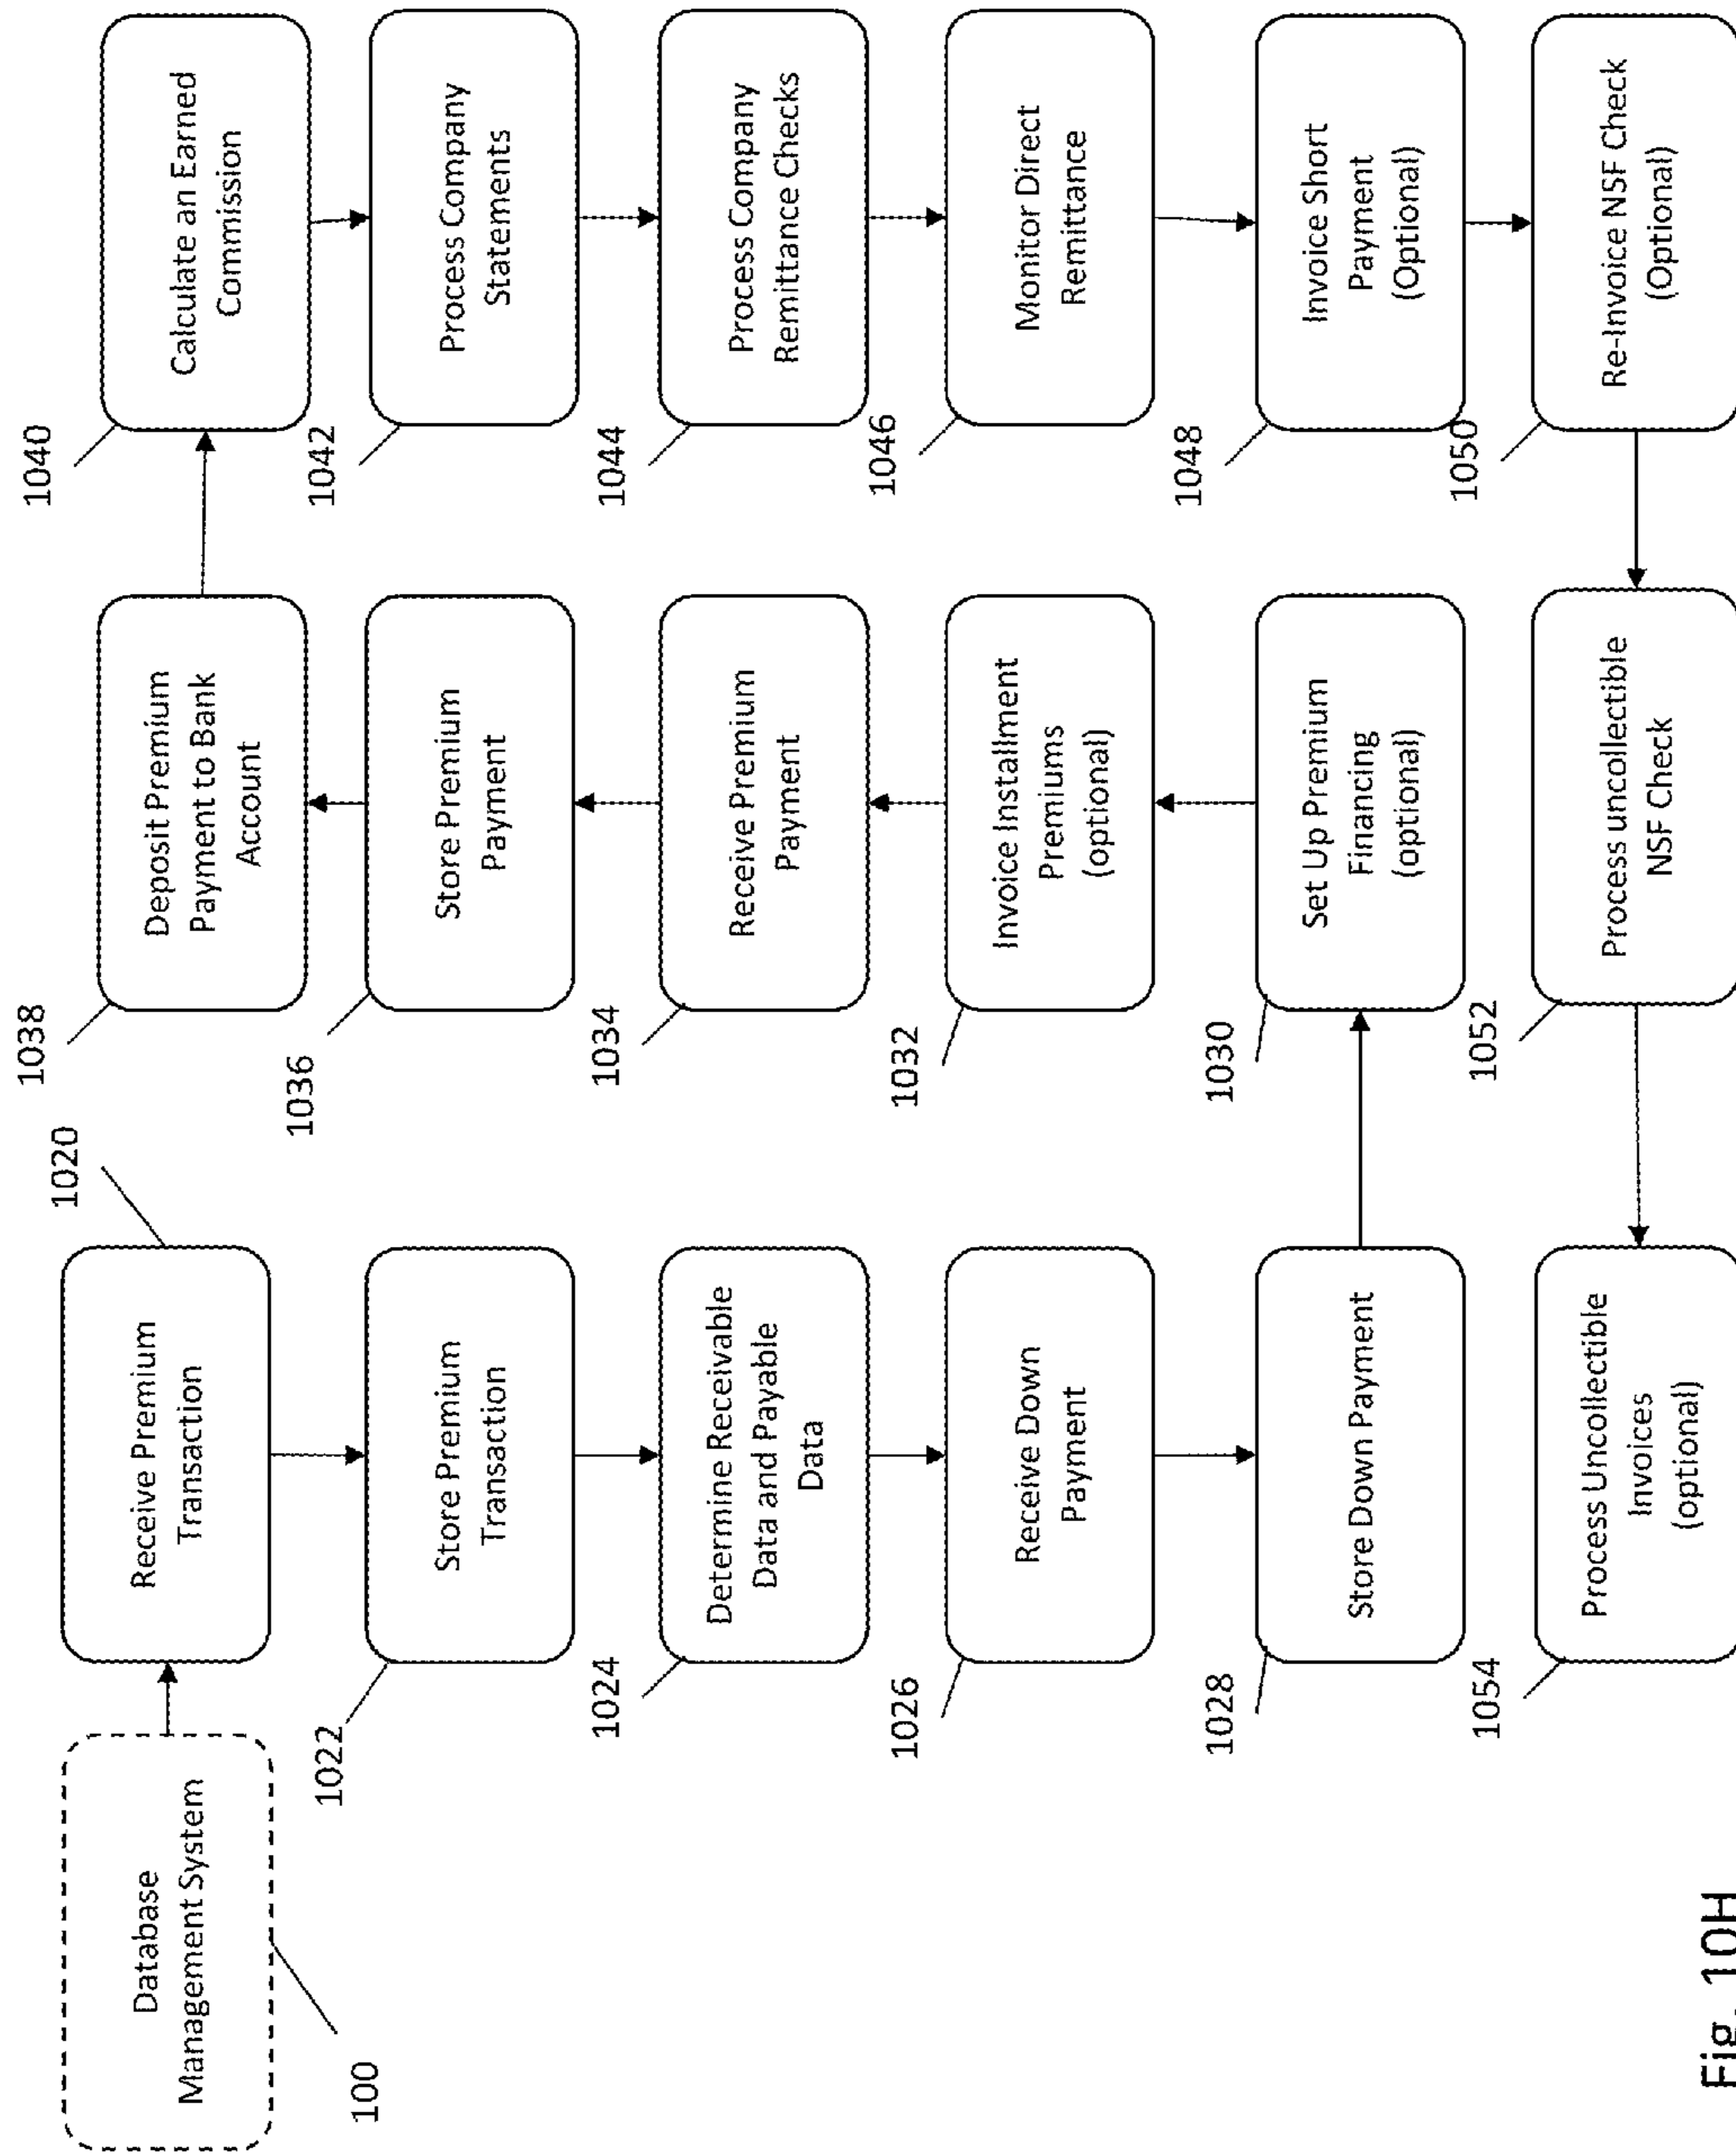 Database
Management System
100
Receive Premium
Transaction
1020
Store Premium
Transaction
1022
Determine Receivable
Data and Payable
Data
1024
Receive Down
Payment
1026
Store Down Payment
1028
Set Up Premium
Financing
(optional)
1030
Invoice Installment
Premiums
(optional)
1032
Receive Premium
Payment
1034
Store Premium
Payment
1036
Deposit Premium
Payment to Bank
Account
1038
Calculate an Earned
Commission
1040
Process Company
Statements
1042
Process Company
Remittance Checks
1044
Monitor Direct
Remittance
1046
Invoice Short
Payment
(Optional)
1048
Re-Invoice NSF Check
(Optional)
1050
Process uncollectible
NSF Check
1052
Process Uncollectible
Invoices
(optional)
1054
Fig. 10H